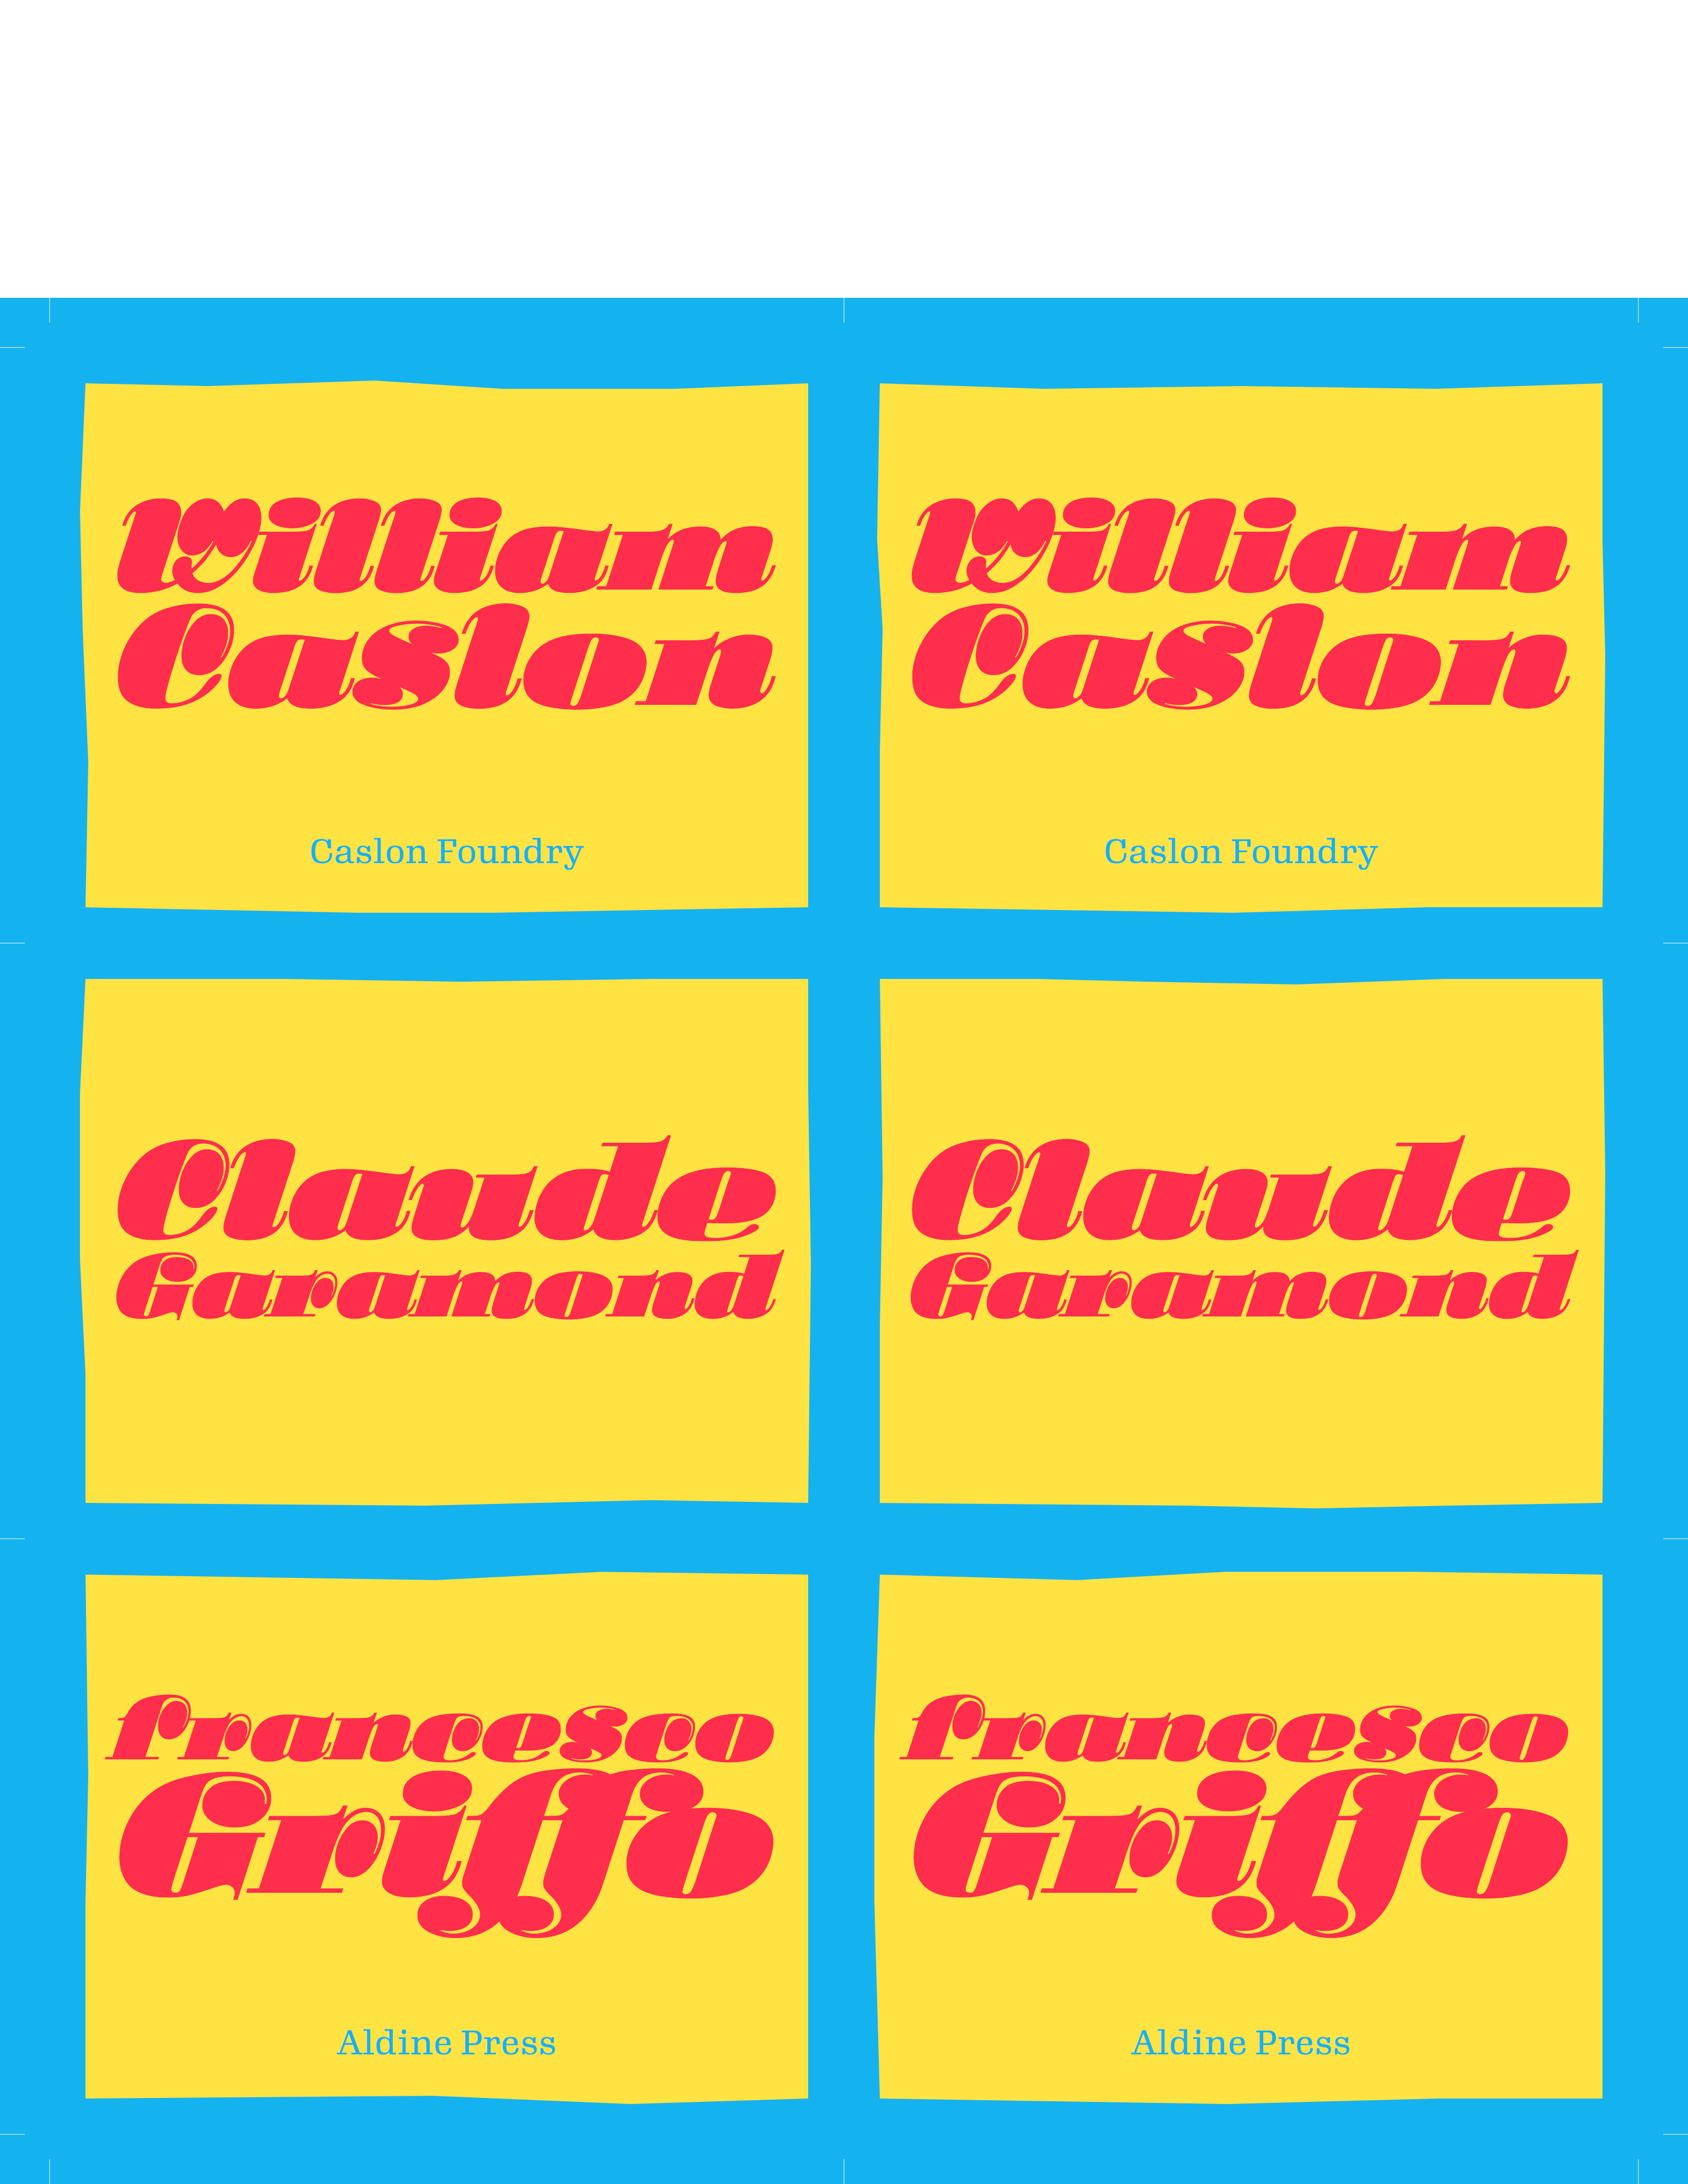 William
Caslon
Caslon Foundry
William
Caslon
Caslon Foundry
Claude
Garamond
Claude
Garamond
francesco
Griffo
Aldine Press
francesco
Griffo
Aldine Press